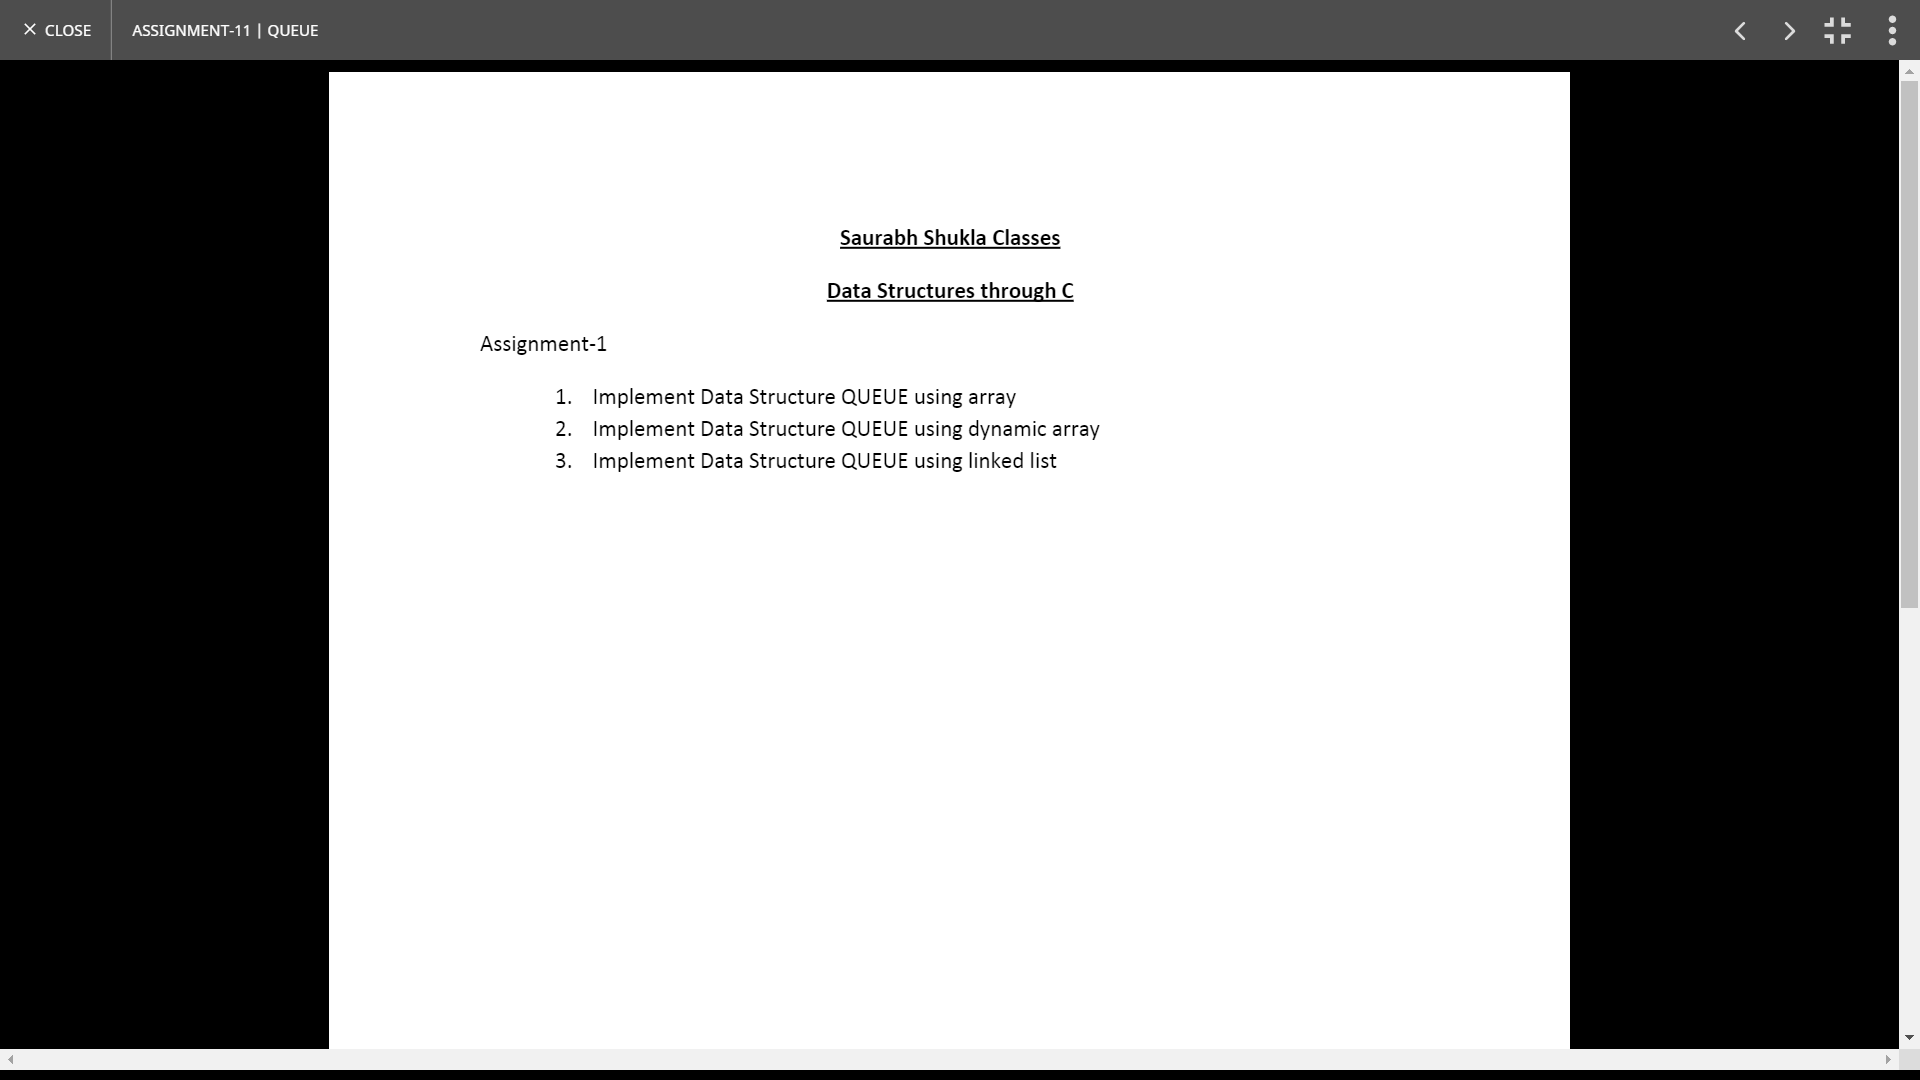 CLOSE
ASSIGNMENT-11 | QUEUE
Saurabh Shukla Classes
Data Structures through C
Assignment-1
1. Implement Data Structure QUEUE using array
2. Implement Data Structure QUEUE using dynamic array
3. Implement Data Structure QUEUE using linked list